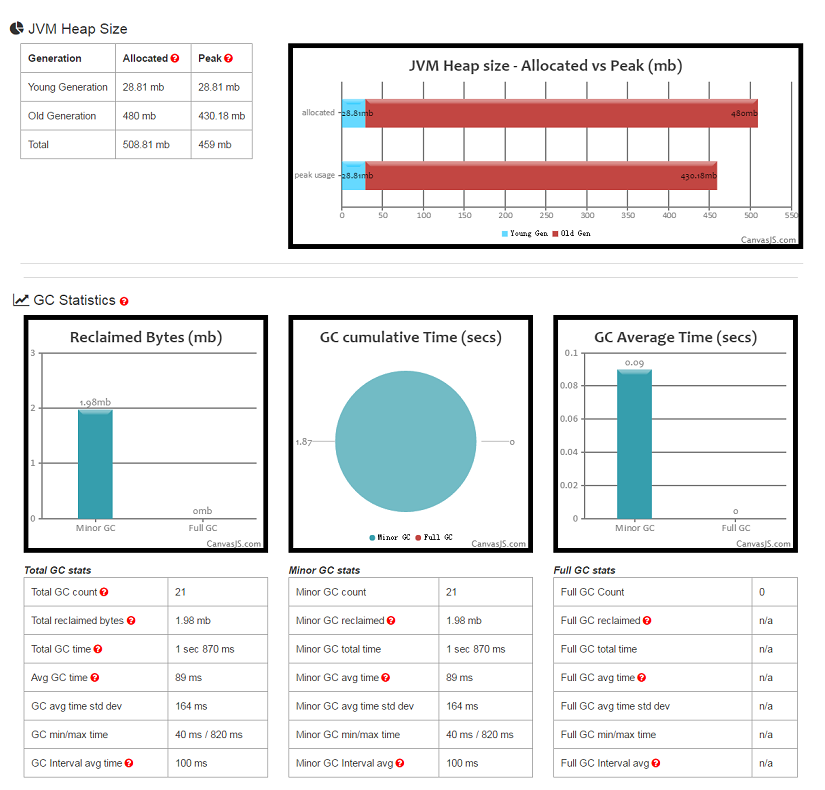 JVM Heap Size
Generation Allocated Peak
Young Generation 28.81 mb 28.81 mb
Old Generation 480 mb 430.18 mb
Total 508.81 mb 459 mb
JVM Heap size - Allocated vs Peak (mb)
allocated 28.81mb 480mb
peak usage 28.81mb 430.18mb
0 50 100 150 200 250 300 350 400 450 500 550
Young Gen Old Gen
CanvasJS.com
GC Statistics
Reclaimed Bytes (mb)
3
1.98mb
2
1
0mb
0
Minor GC Full GC
CanvasJS.com
GC cumulative Time (secs)
1.87 0
Minor GC Full GC
CanvasJS.com
GC Average Time (secs)
0.1
0.09
0.08
0.06
0.04
0.02
0
0
Minor GC Full GC
CanvasJS.com
Total GC stats
Total GC count 21
Total reclaimed bytes 1.98 mb
Total GC time 1 sec 870 ms
Avg GC time 89 ms
GC avg time std dev 164 ms
GC min/max time 40 ms / 820 ms
GC Interval avg time 100 ms
Minor GC stats
Minor GC count 21
Minor GC reclaimed 1.98 mb
Minor GC total time 1 sec 870 ms
Minor GC avg time 89 ms
Minor GC avg time std dev 164 ms
Minor GC min/max time 40 ms / 820 ms
Minor GC Interval avg 100 ms
Full GC stats
Full GC Count 0
Full GC reclaimed n/a
Full GC total time n/a
Full GC avg time n/a
Full GC avg time std dev n/a
Full GC min/max time n/a
Full GC Interval avg n/a